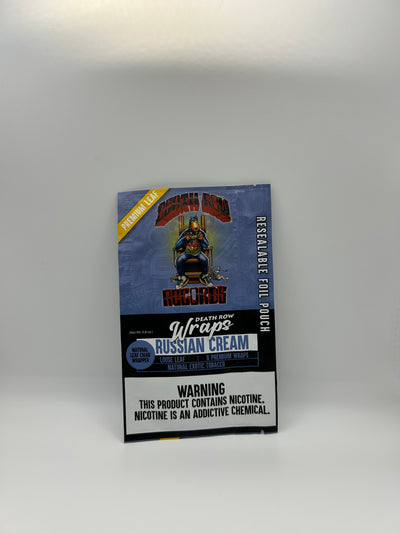 PREMIUM LEAF
DEATH ROW
RECORDS
RESEALABLE FOIL POUCH
DEATH ROW
Wraps
RUSSIAN CREAM
NATURAL
LEAF CIGAR
WRAPPER
LOOSE LEAF
6 PREMIUM WRAPS
NATURAL EXOTIC TOBACCO
WARNING
THIS PRODUCT CONTAINS NICOTINE.
NICOTINE IS AN ADDICTIVE CHEMICAL.